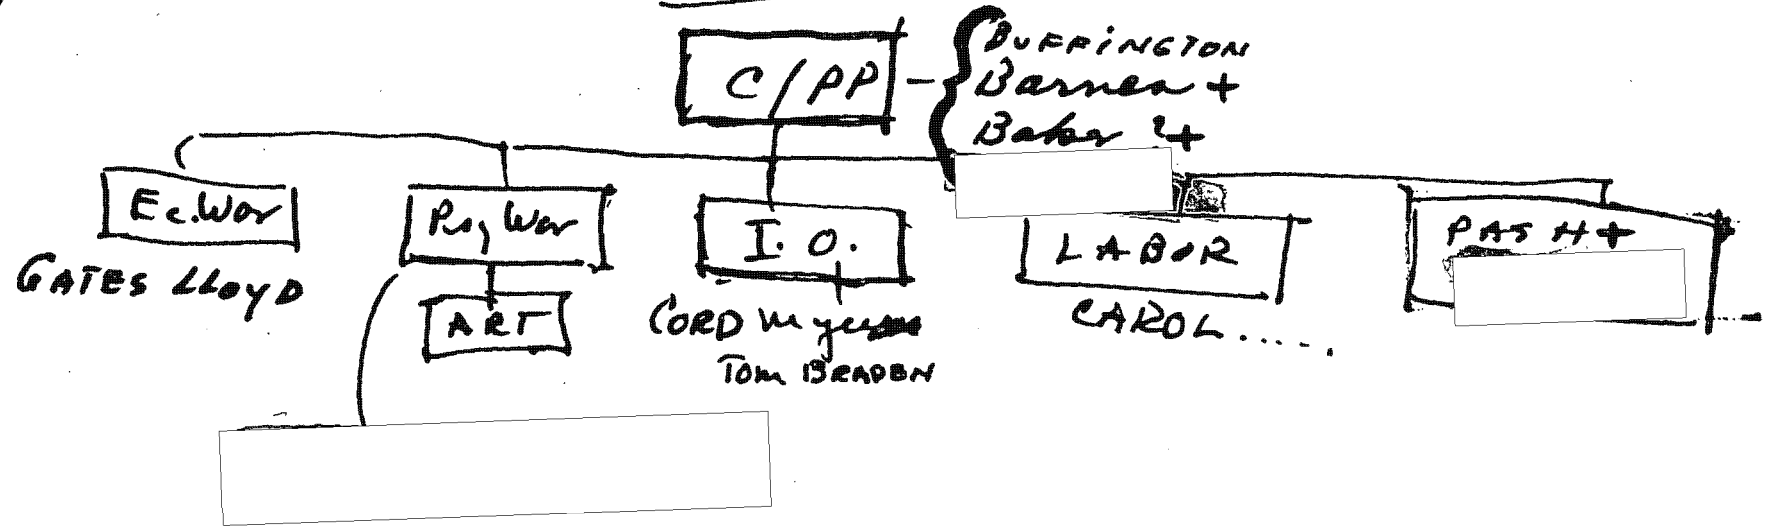 C/PP
BUFFINGTON
Barnes +
Baker ?+
Ec. War
Psy War
I. O.
LABOR
PAS H +
GATES LLOYD
ART
CORD Meyer
CAROL .....
TOM BRADEN